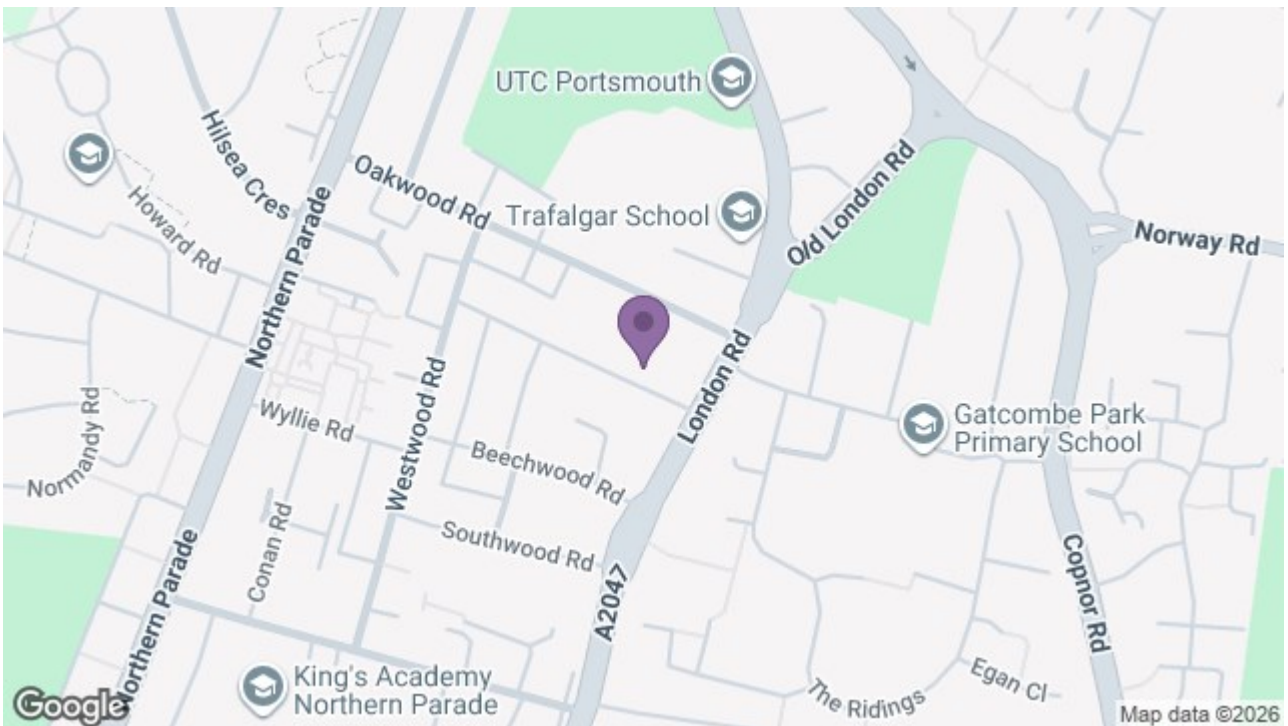 UTC Portsmouth
Hilsea Cres
Oakwood Rd
Howard Rd
Trafalgar School
Old London Rd
Norway Rd
Northern Parade
London Rd
Westwood Rd
Normandy Rd
Wyllie Rd
Gatcombe Park
Primary School
Beechwood Rd
Conan Rd
Southwood Rd
Northern Parade
A2047
Copnor Rd
King's Academy
Northern Parade
The Ridings
Egan Cl
Google
Map data ©2026